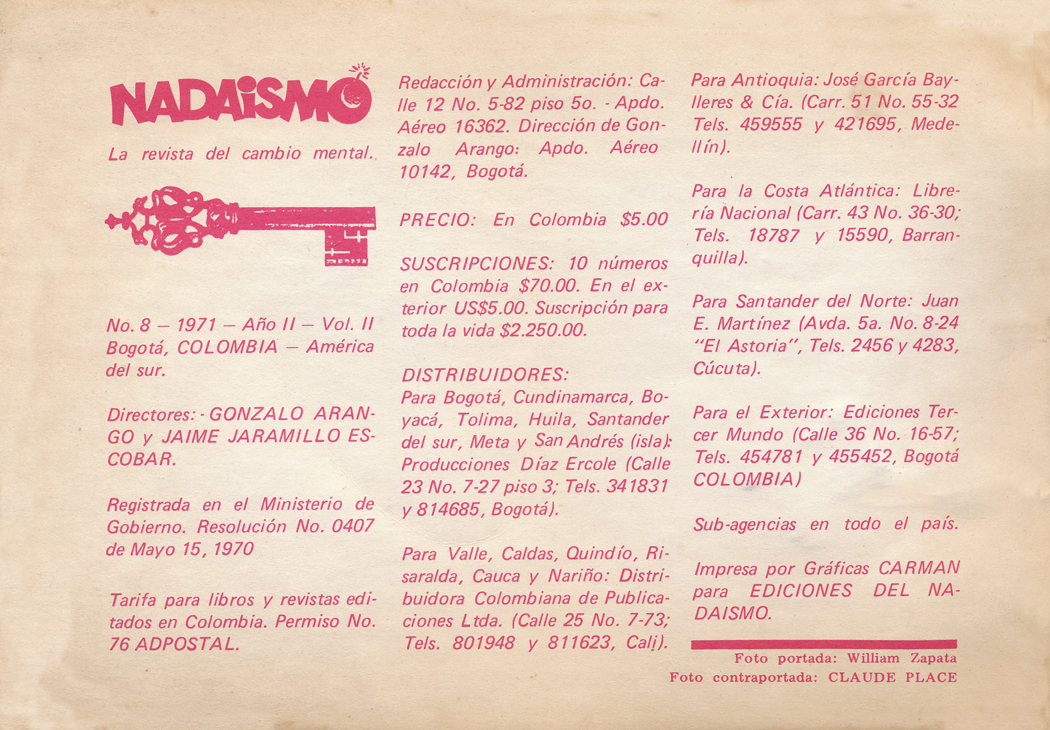 NADAiSMO
La revista del cambio mental.
No. 8 – 1971 – Año II – Vol. II
Bogotá, COLOMBIA – América
del sur.
Directores: - GONZALO ARAN-
GO y JAIME JARAMILLO ES-
COBAR.
Registrada en el Ministerio de
Gobierno. Resolución No. 0407
de Mayo 15, 1970
Tarifa para libros y revistas edi-
tados en Colombia. Permiso No.
76 ADPOSTAL.
Redacción y Administración: Ca-
lle 12 No. 5-82 piso 5o. - Apdo.
Aéreo 16362. Dirección de Gon-
zalo Arango: Apdo. Aéreo
10142, Bogotá.
PRECIO: En Colombia $5.00
SUSCRIPCIONES: 10 números
en Colombia $70.00. En el ex-
terior US$5.00. Suscripción para
toda la vida $2.250.00.
DISTRIBUIDORES:
Para Bogotá, Cundinamarca, Bo-
yacá, Tolima, Huila, Santander
del sur, Meta y San Andrés (isla):
Producciones Díaz Ercole (Calle
23 No. 7-27 piso 3; Tels. 341831
y 814685, Bogotá).
Para Valle, Caldas, Quindío, Ri-
saralda, Cauca y Nariño: Distri-
buidora Colombiana de Publica-
ciones Ltda. (Calle 25 No. 7-73;
Tels. 801948 y 811623, Cali).
Para Antioquia: José García Bay-
lleres & Cía. (Carr. 51 No. 55-32
Tels. 459555 y 421695, Mede-
llín).
Para la Costa Atlántica: Libre-
ría Nacional (Carr. 43 No. 36-30;
Tels. 18787 y 15590, Barran-
quilla).
Para Santander del Norte: Juan
E. Martínez (Avda. 5a. No. 8-24
"El Astoria", Tels. 2456 y 4283,
Cúcuta).
Para el Exterior: Ediciones Ter-
cer Mundo (Calle 36 No. 16-57;
Tels. 454781 y 455452, Bogotá
COLOMBIA)
Sub-agencias en todo el país.
Impresa por Gráficas CARMAN
para EDICIONES DEL NA-
DAISMO.
Foto portada: William Zapata
Foto contraportada: CLAUDE PLACE